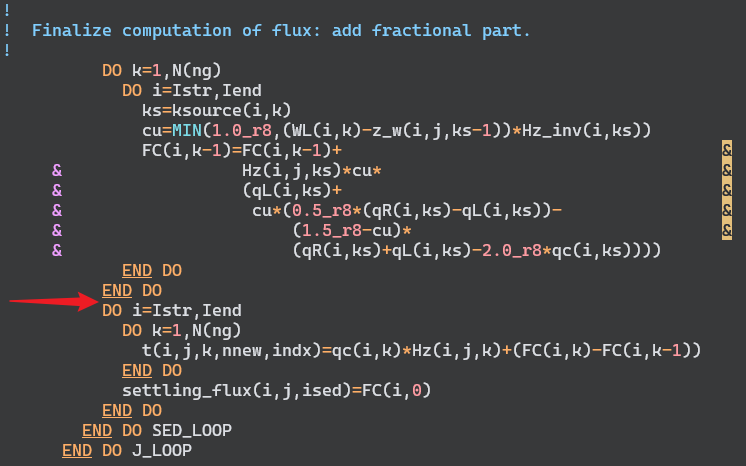 !
!  Finalize computation of flux: add fractional part.
!
          DO k=1,N(ng)
            DO i=Istr,Iend
              ks=ksource(i,k)
              cu=MIN(1.0_r8,(WL(i,k)-z_w(i,j,ks-1))*Hz_inv(i,ks))
              FC(i,k-1)=FC(i,k-1)+                                      &
     &                  Hz(i,j,ks)*cu*                                  &
     &                  (qL(i,ks)+                                      &
     &                   cu*(0.5_r8*(qR(i,ks)-qL(i,ks))-                &
     &                       (1.5_r8-cu)*                               &
     &                       (qR(i,ks)+qL(i,ks)-2.0_r8*qc(i,ks))))
            END DO
          END DO
          DO i=Istr,Iend
            DO k=1,N(ng)
              t(i,j,k,nnew,indx)=qc(i,k)*Hz(i,j,k)+(FC(i,k)-FC(i,k-1))
            END DO
            settling_flux(i,j,ised)=FC(i,0)
          END DO
        END DO SED_LOOP
      END DO J_LOOP